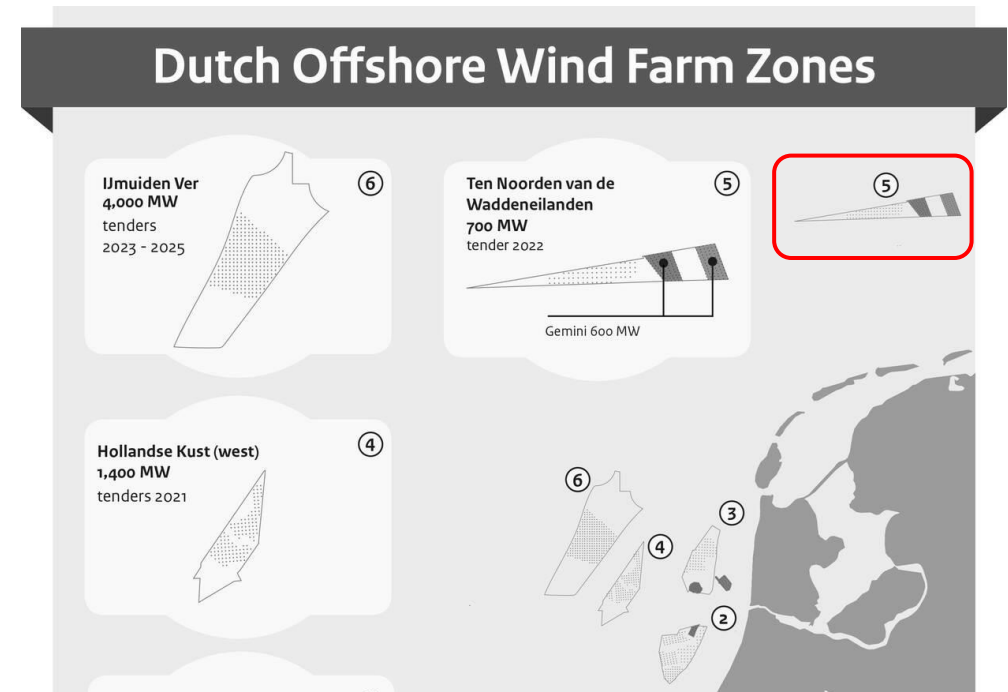 Dutch Offshore Wind Farm Zones
IJmuiden Ver
4,000 MW
tenders
2023 - 2025
6
Ten Noorden van de
Waddeneilanden
700 MW
tender 2022
5
Gemini 600 MW
5
Hollandse Kust (west)
1,400 MW
tenders 2021
4
6
4
3
2